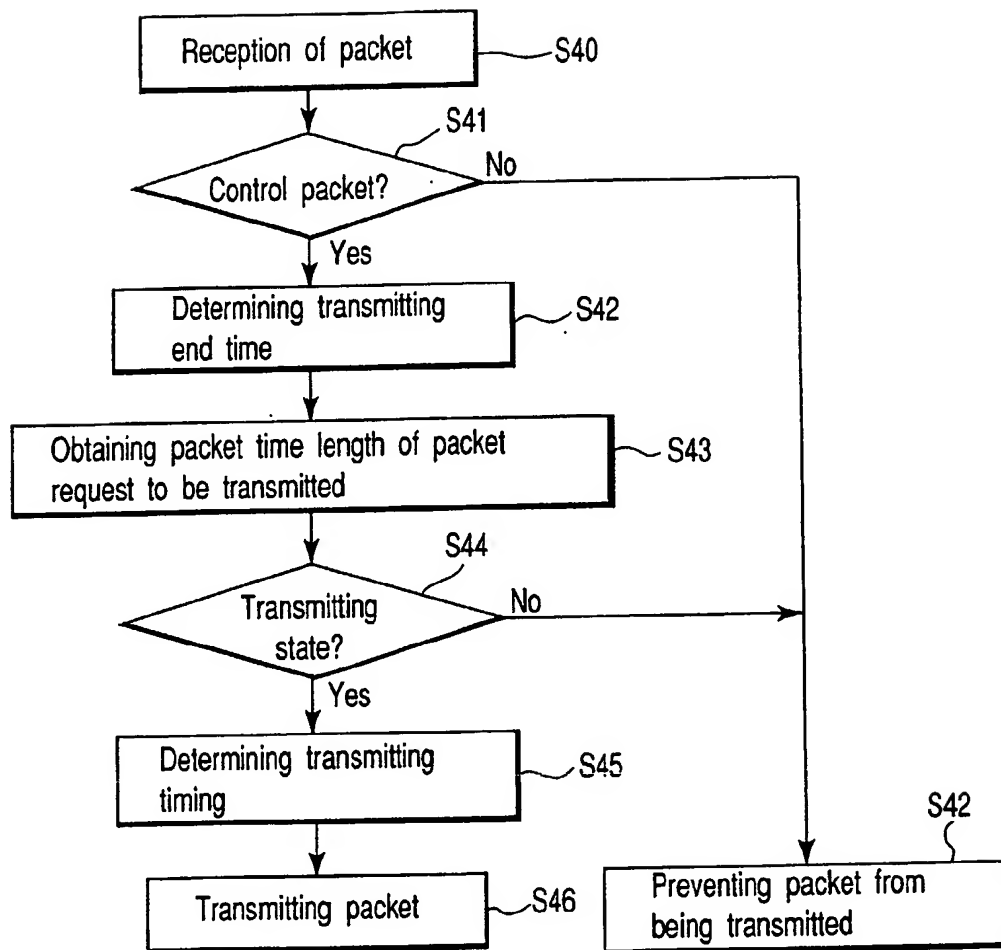 Reception of packet
S40
S41
Control packet?
No
Yes
Determining transmitting
end time
S42
Obtaining packet time length of packet
request to be transmitted
S43
S44
Transmitting
state?
No
Yes
Determining transmitting
timing
S45
S42
Transmitting packet
S46
Preventing packet from
being transmitted